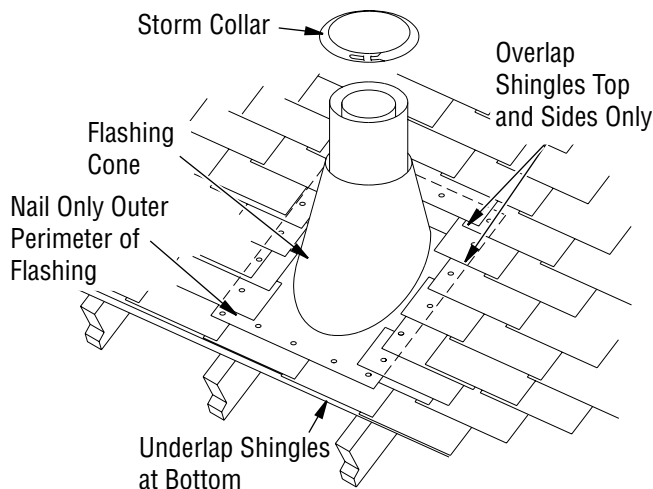 Storm Collar
Overlap
Shingles Top
and Sides Only
Flashing
Cone
Nail Only Outer
Perimeter of
Flashing
Underlap Shingles
at Bottom